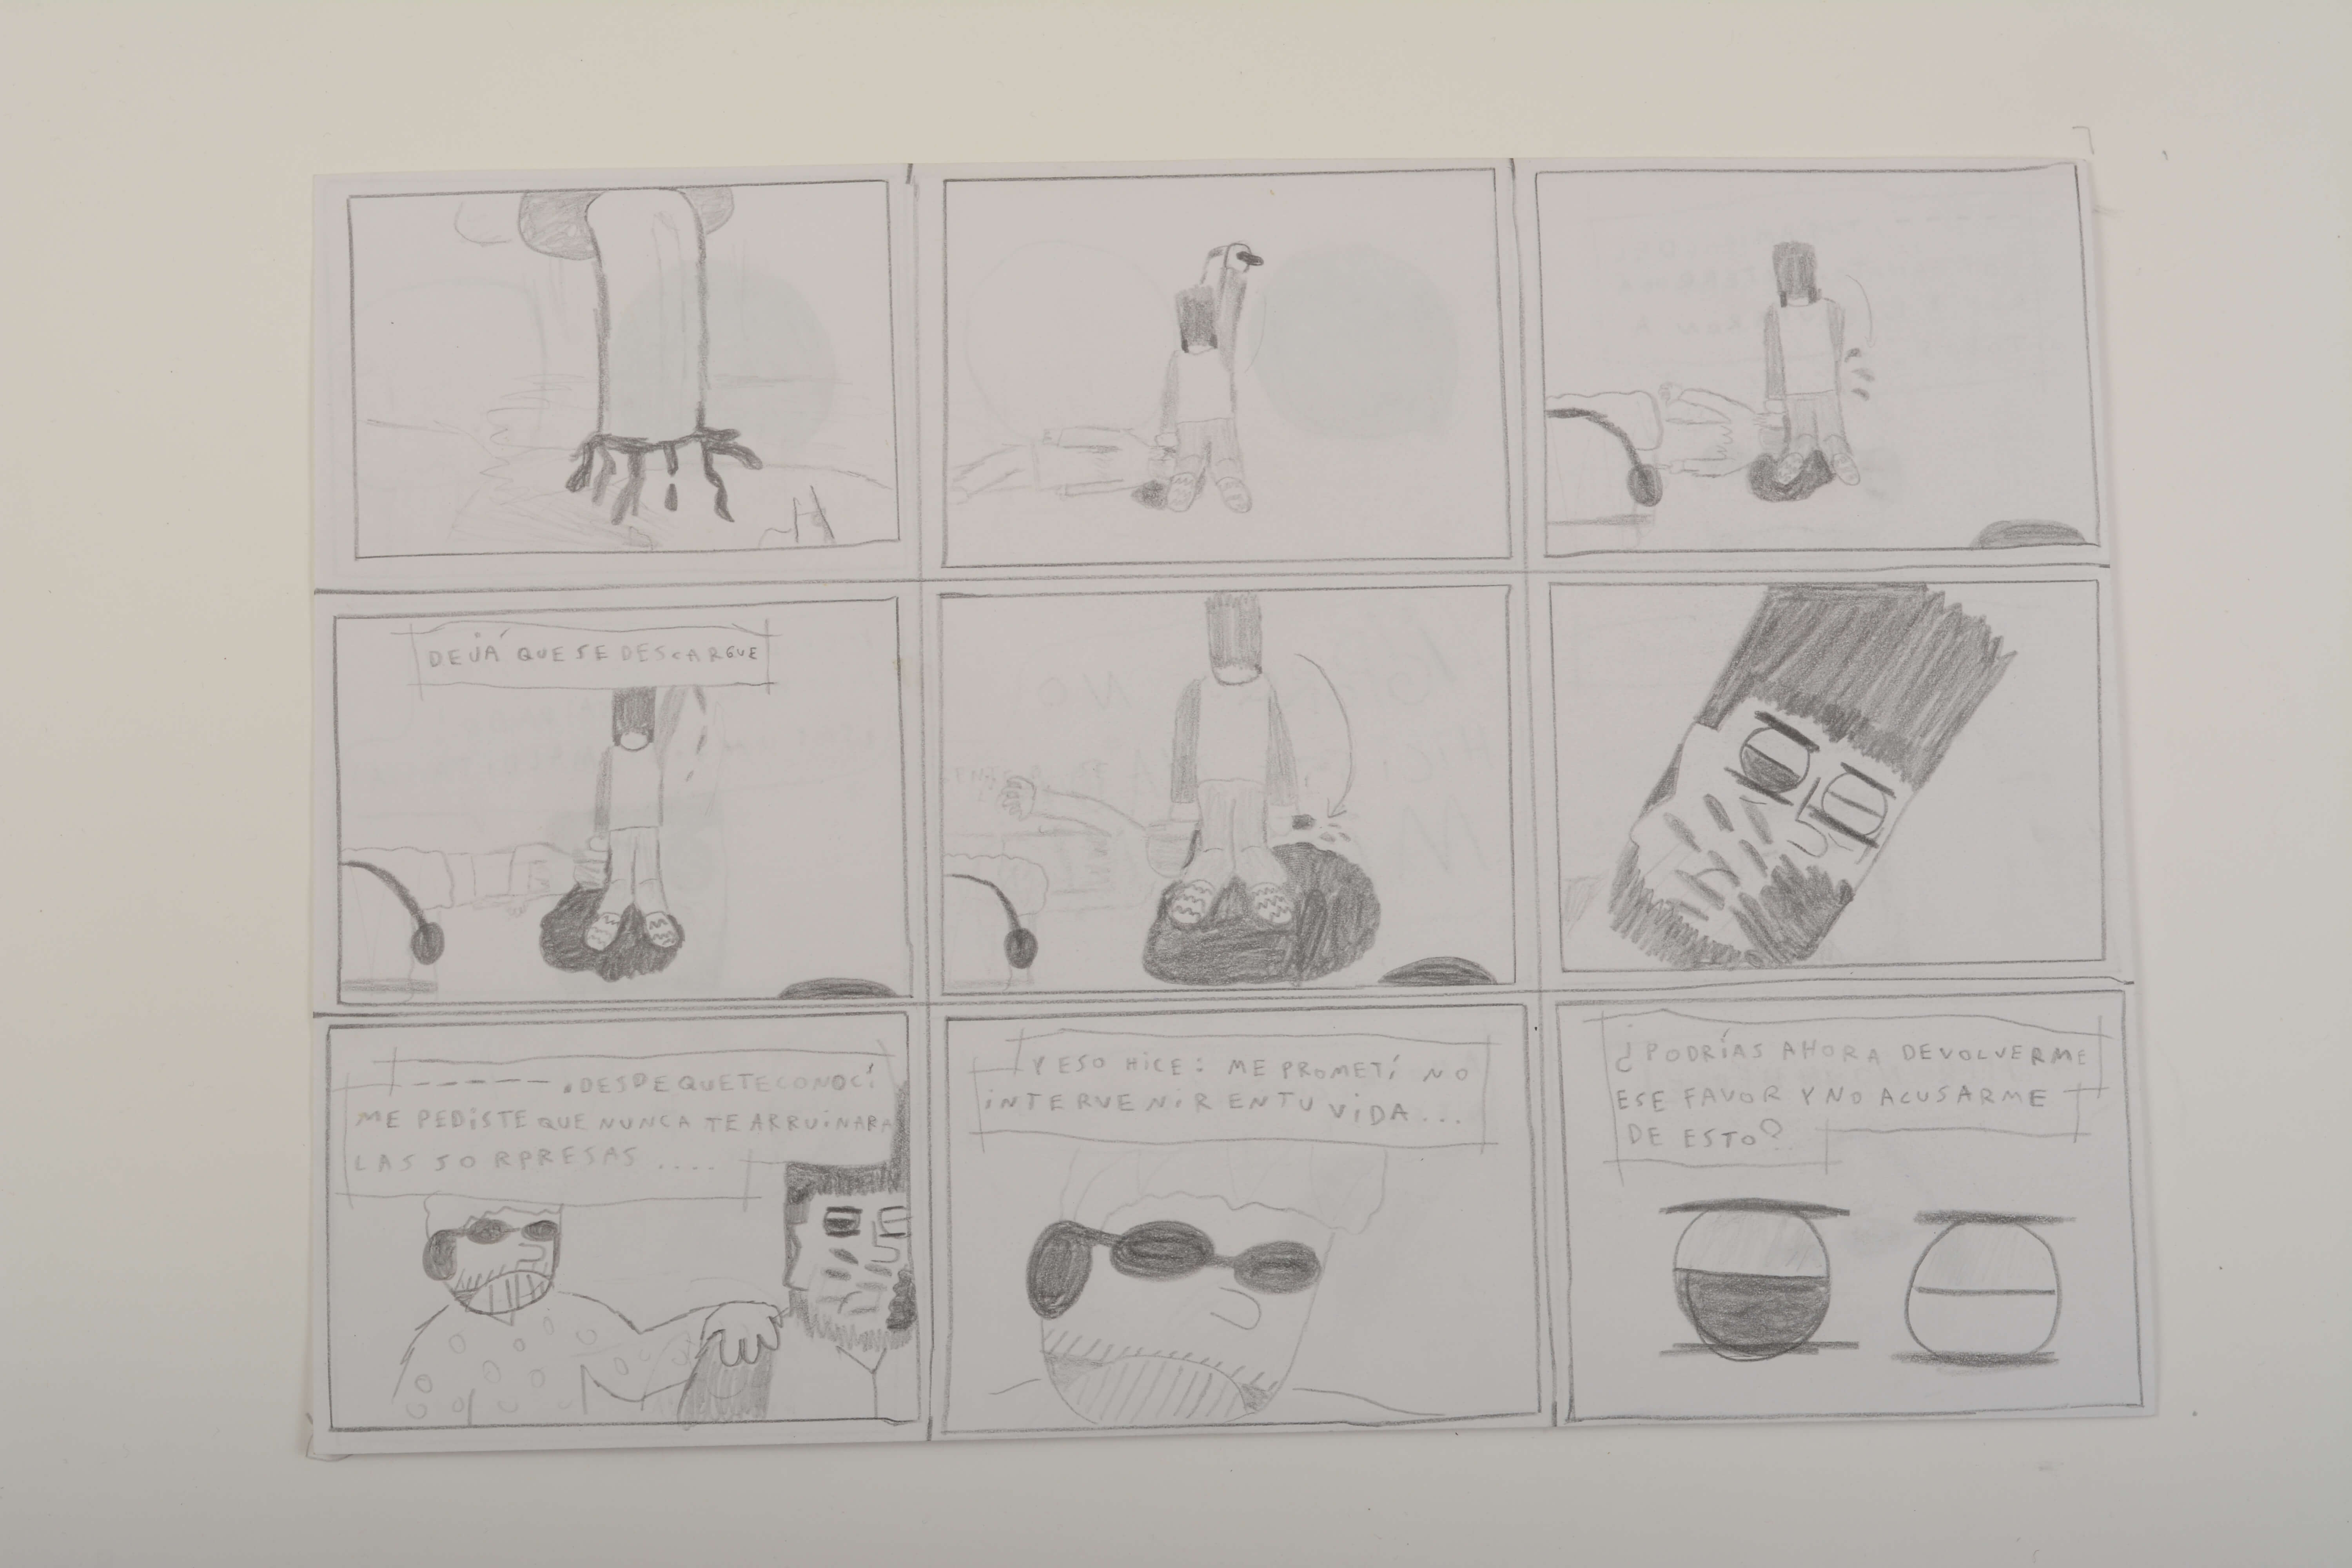 DEJÁ QUE SE DESCARGUE
------. DESDE QUE TE CONOCÍ
ME PEDISTE QUE NUNCA TE ARRUINARA
LAS SORPRESAS ....
Y ESO HICE: ME PROMETÍ NO
INTERVENIR EN TU VIDA...
¿PODRÍAS AHORA DEVOLVERME
ESE FAVOR Y NO ACUSARME
DE ESTO?